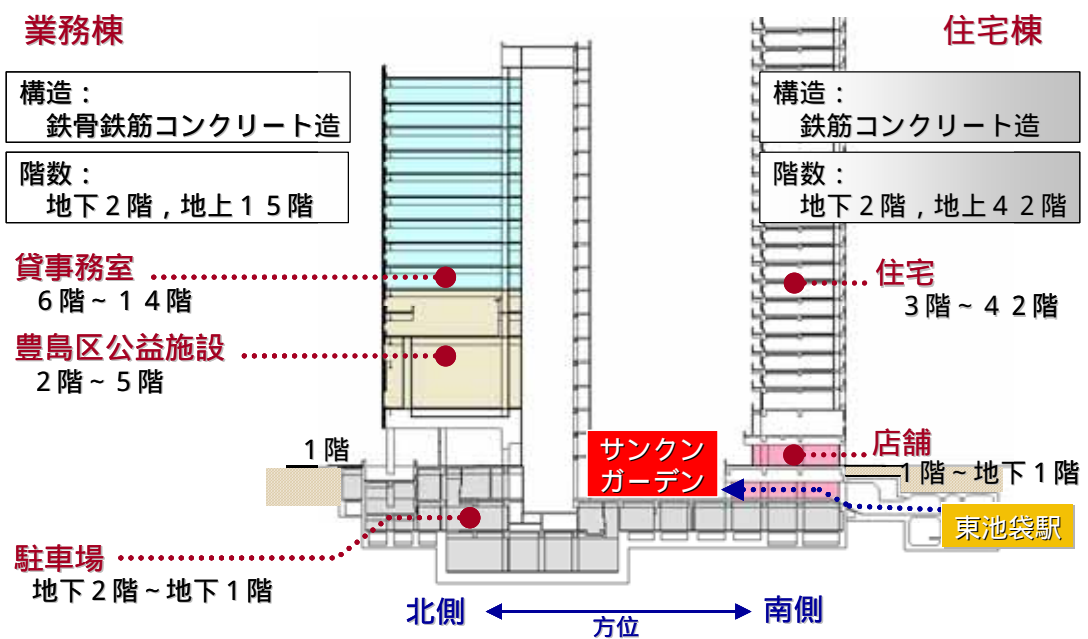 業務棟
構造：
鉄骨鉄筋コンクリート造
階数：
地下２階，地上１５階
貸事務室
６階～１４階
豊島区公益施設
２階～５階
1階
駐車場
地下２階～地下１階
住宅棟
構造：
鉄筋コンクリート造
階数：
地下２階，地上４２階
住宅
３階～４２階
店舗
１階～地下１階
サンクン
ガーデン
東池袋駅
北側
方位
南側